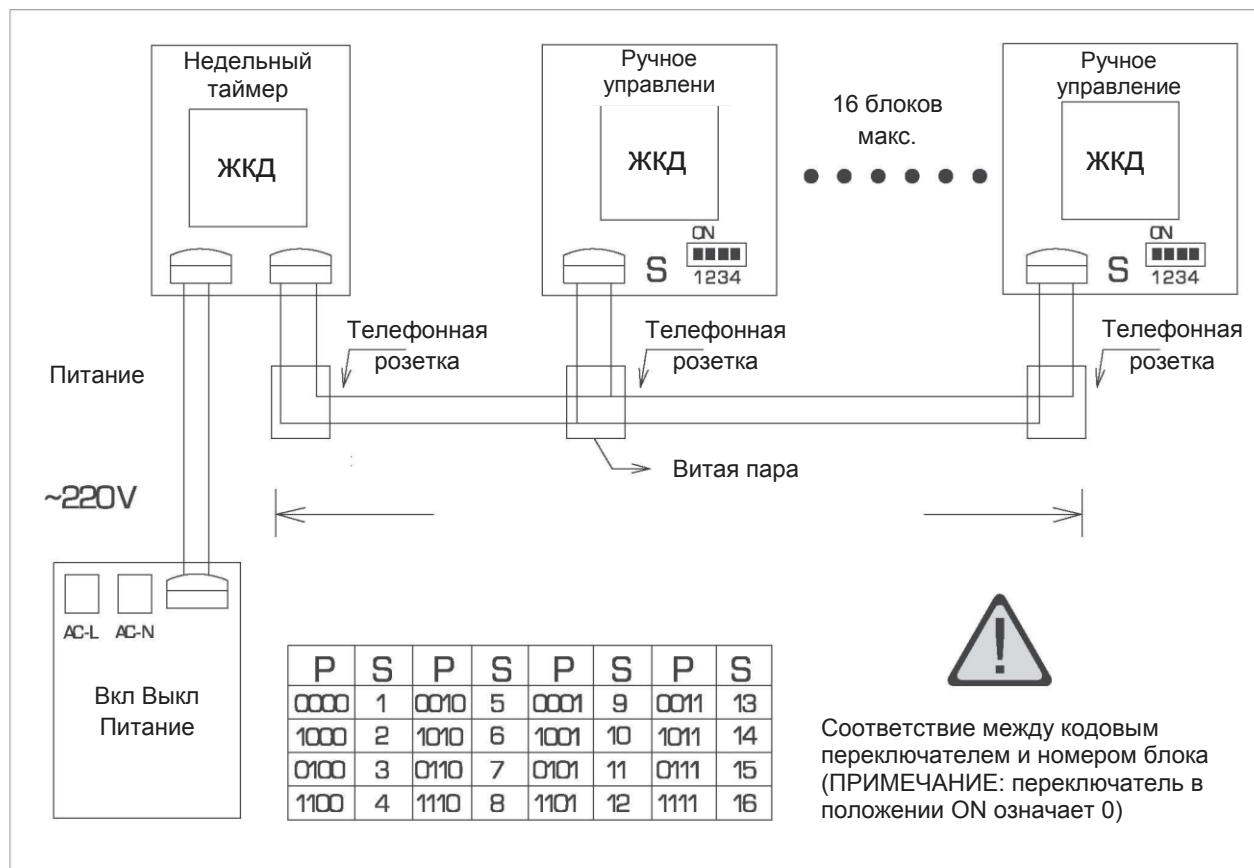 Недельный
таймер
ЖКД
Ручное
управлени
ЖКД
ON
S
1234
16 блоков
макс.
Ручное
управление
ЖКД
ON
S
1234
Телефонная
розетка
Телефонная
розетка
Телефонная
розетка
Питание
Витая пара
~220V
AC-L AC-N
Вкл Выкл
Питание
P S P S P S P S
0000 1 0010 5 0001 9 0011 13
1000 2 1010 6 1001 10 1011 14
0100 3 0110 7 0101 11 0111 15
1100 4 1110 8 1101 12 1111 16
!
Соответствие между кодовым
переключателем и номером блока
(ПРИМЕЧАНИЕ: переключатель в
положении ON означает 0)